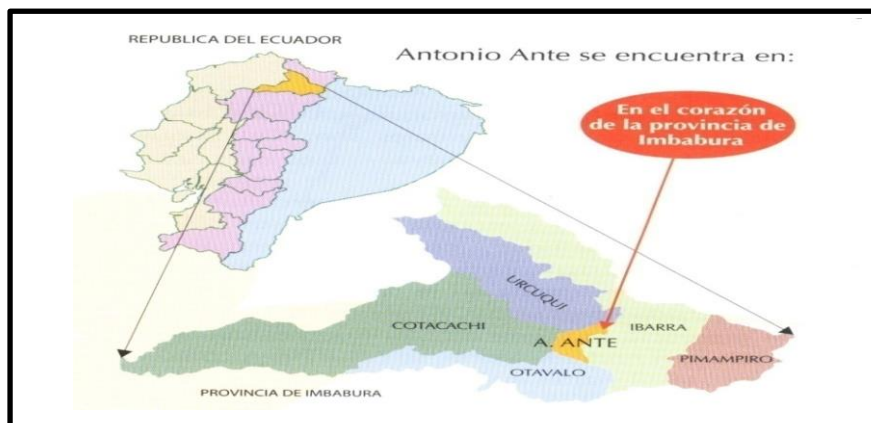 REPUBLICA DEL ECUADOR
Antonio Ante se encuentra en:
En el corazón
de la provincia de
Imbabura
URCUQUI
COTACACHI
IBARRA
A. ANTE
PIMAMPIRO
OTAVALO
PROVINCIA DE IMBABURA